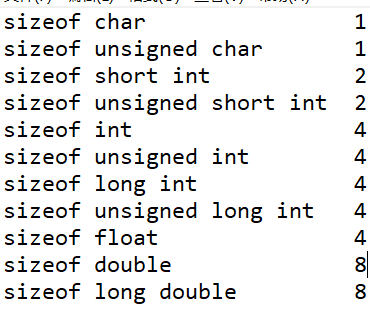 sizeof char 1
sizeof unsigned char 1
sizeof short int 2
sizeof unsigned short int 2
sizeof int 4
sizeof unsigned int 4
sizeof long int 4
sizeof unsigned long int 4
sizeof float 4
sizeof double 8
sizeof long double 8